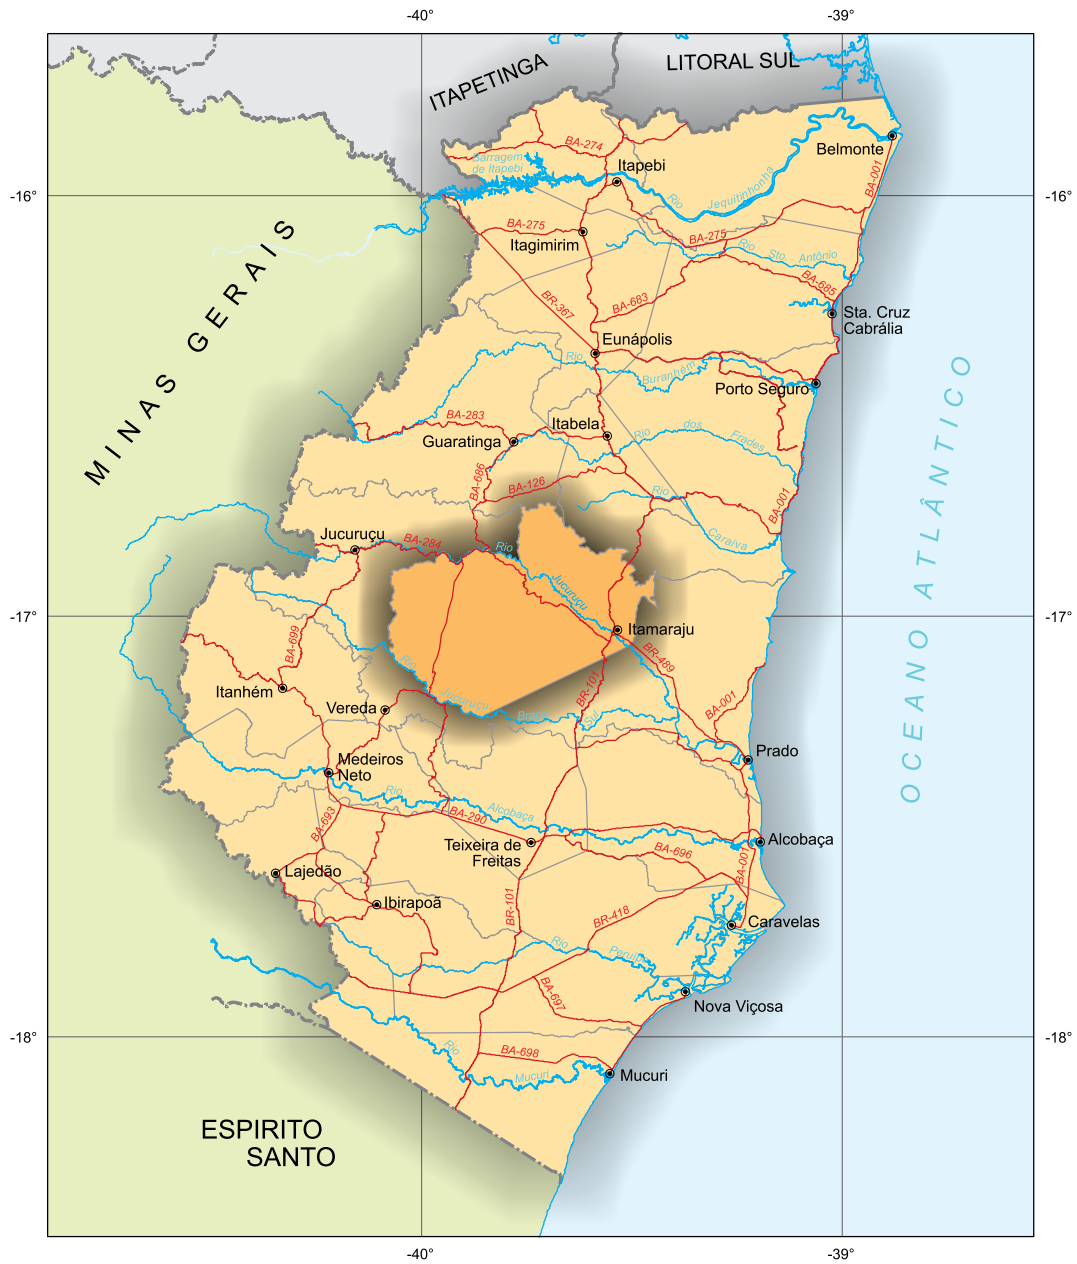 -40°
-39°
ITAPETINGA
LITORAL SUL
BA-274
Belmonte
Barragem
de Itapebi
Itapebi
BA-001
-16°
-16°
Rio
Jequitinhonha
BA-275
Itagimirim
BA-275
Rio
Sto.
Antônio
MINAS GERAIS
BR-367
BA-683
BA-685
Sta. Cruz
Cabrália
Eunápolis
Rio
Buranhém
Porto Seguro
OCEANO ATLÂNTICO
BA-283
Guaratinga
Itabela
Rio
dos
Frades
BA-686
BA-126
Rio
BA-001
Caraíva
Jucuruçu
BA-284
Rio
Jucuruçu
-17°
-17°
Itamaraju
BA-699
BR-489
Rio
Itanhém
Jucuruçu
BR-101
BA-001
Vereda
Braço
Sul
Medeiros
Neto
Prado
Rio
Alcobaça
BA-290
BA-693
Teixeira de
Freitas
Alcobaça
BA-696
BA-001
Lajedão
Ibirapoã
BR-101
BR-418
Caravelas
Rio
Peruípe
BA-697
Nova Viçosa
-18°
-18°
Rio
BA-698
Mucuri
Mucuri
ESPIRITO
SANTO
-40°
-39°